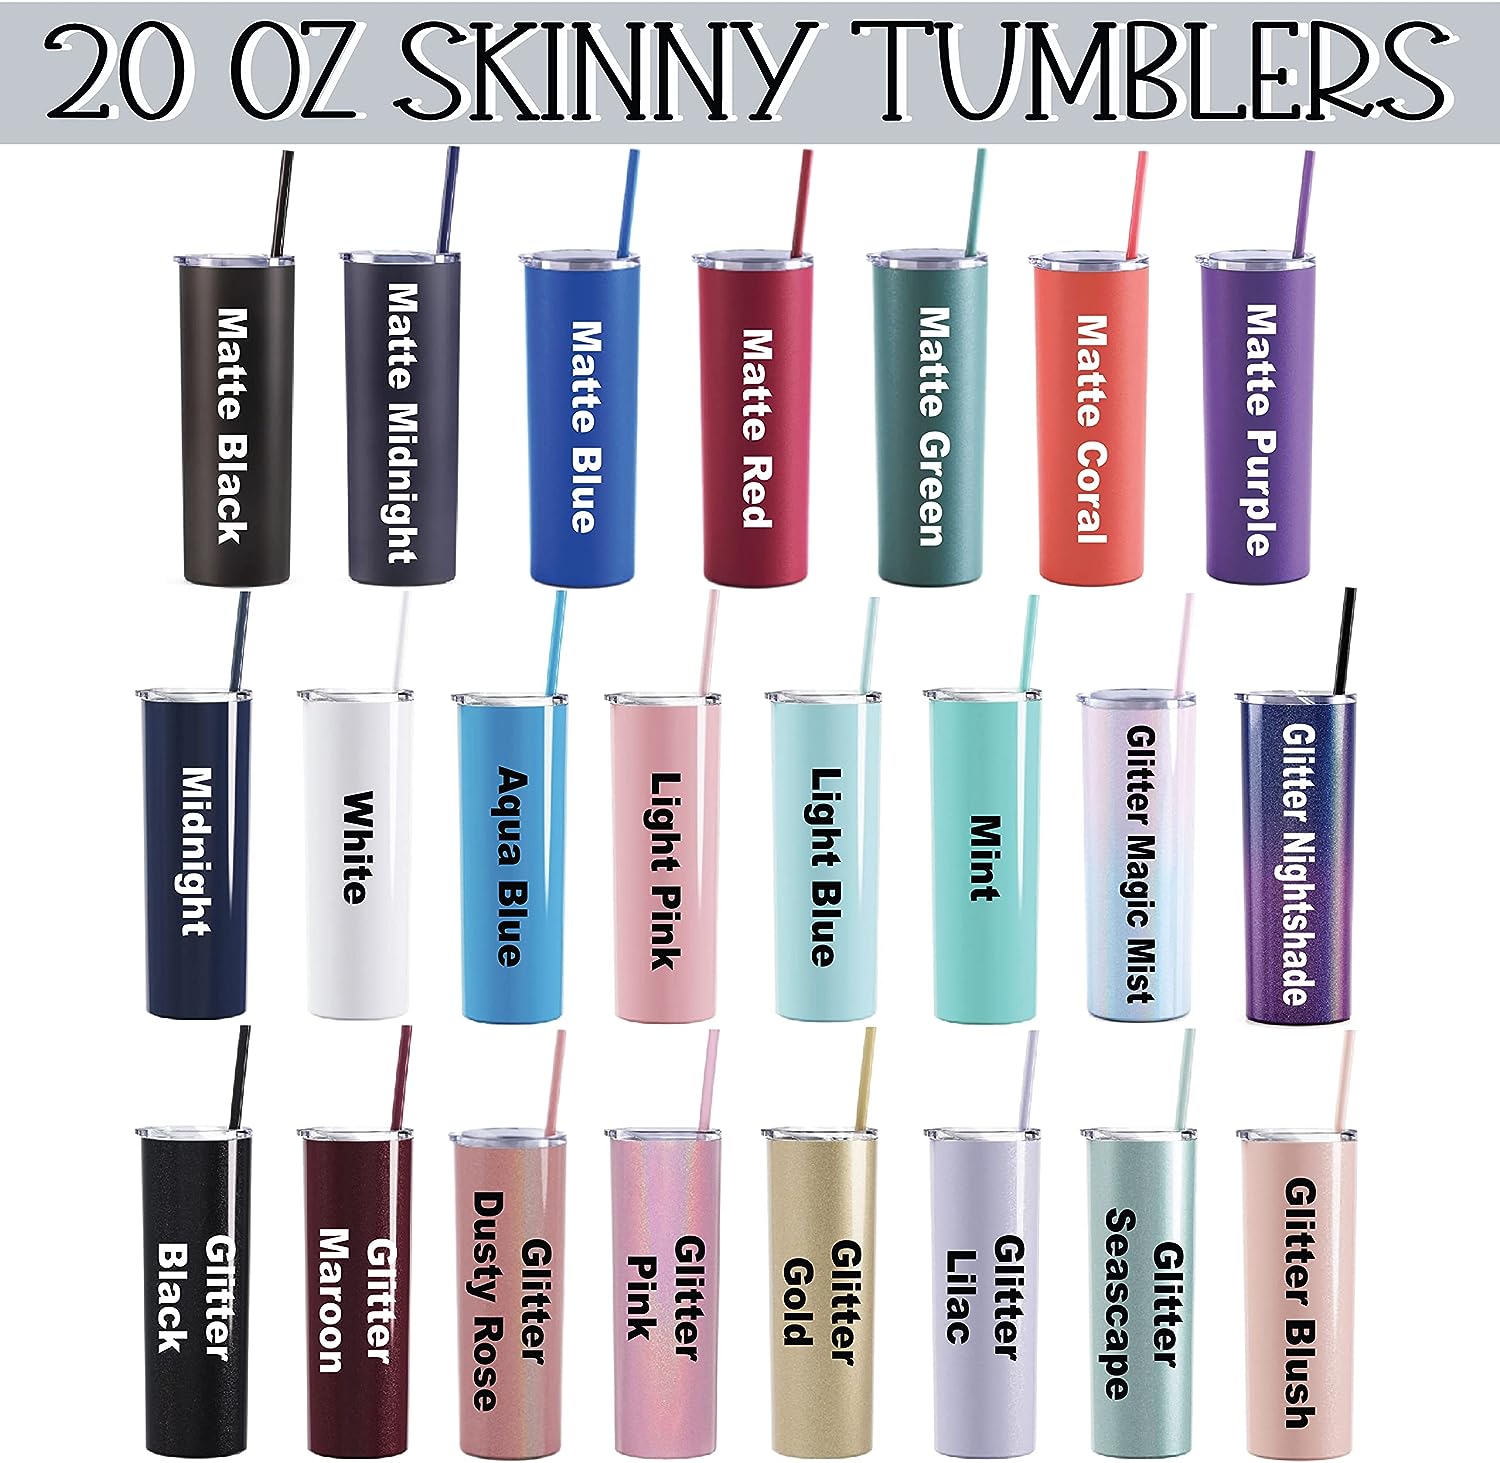 20 OZ SKINNY TUMBLERS
Matte Black
Matte Midnight
Matte Blue
Matte Red
Matte Green
Matte Coral
Matte Purple
Midnight
White
Aqua Blue
Light Pink
Light Blue
Mint
Glitter Magic Mist
Glitter Nightshade
Glitter
Black
Glitter
Maroon
Glitter
Dusty Rose
Glitter
Pink
Glitter
Gold
Glitter
Lilac
Glitter
Seascape
Glitter Blush